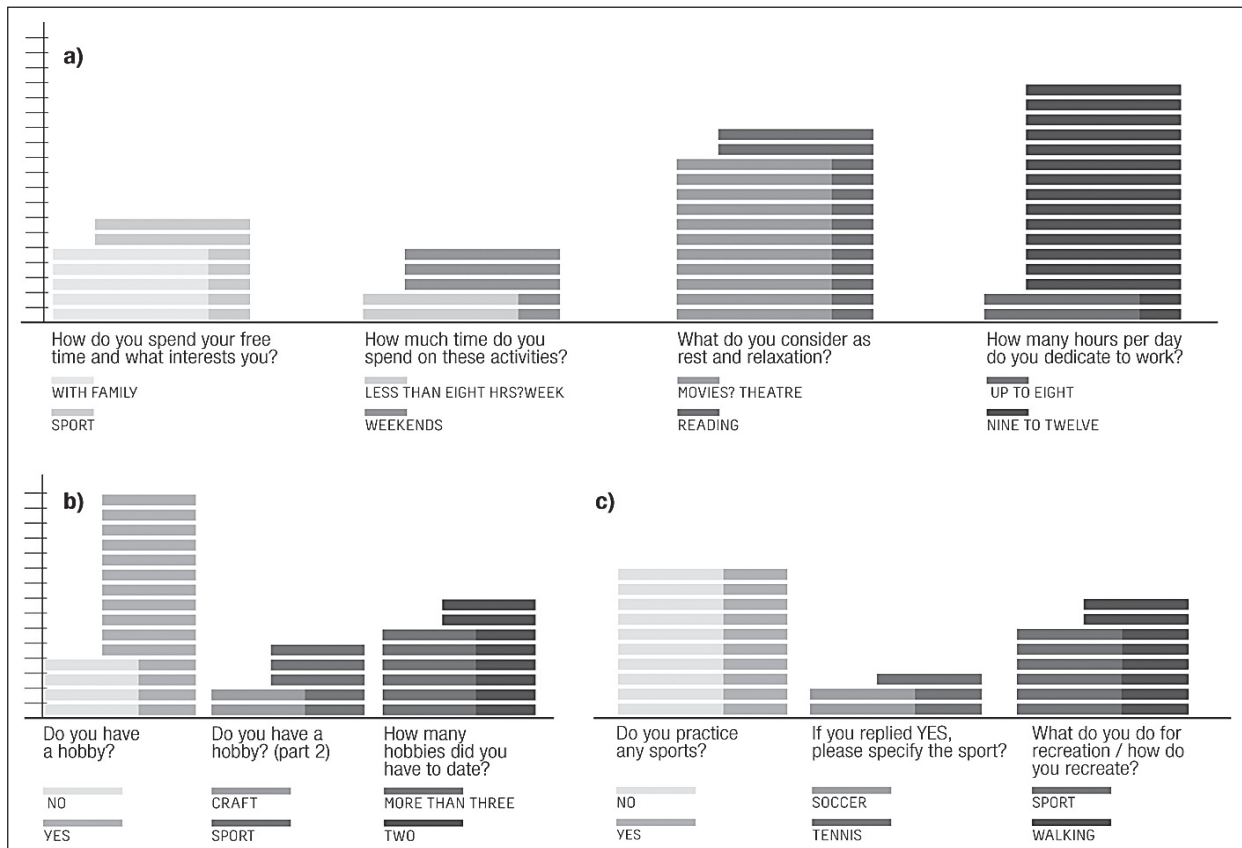 a)
How do you spend your free
time and what interests you?
WITH FAMILY
SPORT
How much time do you
spend on these activities?
LESS THAN EIGHT HRS?WEEK
WEEKENDS
What do you consider as
rest and relaxation?
MOVIES? THEATRE
READING
How many hours per day
do you dedicate to work?
UP TO EIGHT
NINE TO TWELVE
b)
Do you have
a hobby?
NO
YES
Do you have a
hobby? (part 2)
CRAFT
SPORT
How many
hobbies did you
have to date?
MORE THAN THREE
TWO
c)
Do you practice
any sports?
NO
YES
If you replied YES,
please specify the sport?
SOCCER
TENNIS
What do you do for
recreation / how do
you recreate?
SPORT
WALKING